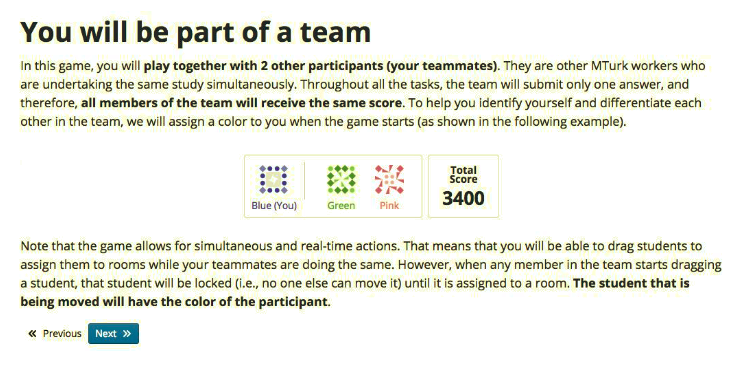 You will be part of a team
In this game, you will play together with 2 other participants (your teammates). They are other MTurk workers who
are undertaking the same study simultaneously. Throughout all the tasks, the team will submit only one answer, and
therefore, all members of the team will receive the same score. To help you identify yourself and differentiate each
other in the team, we will assign a color to you when the game starts (as shown in the following example).
Blue (You)
Green
Pink
Total
Score
3400
Note that the game allows for simultaneous and real-time actions. That means that you will be able to drag students to
assign them to rooms while your teammates are doing the same. However, when any member in the team starts dragging
a student, that student will be locked (i.e., no one else can move it) until it is assigned to a room. The student that is
being moved will have the color of the participant.
« Previous
Next »